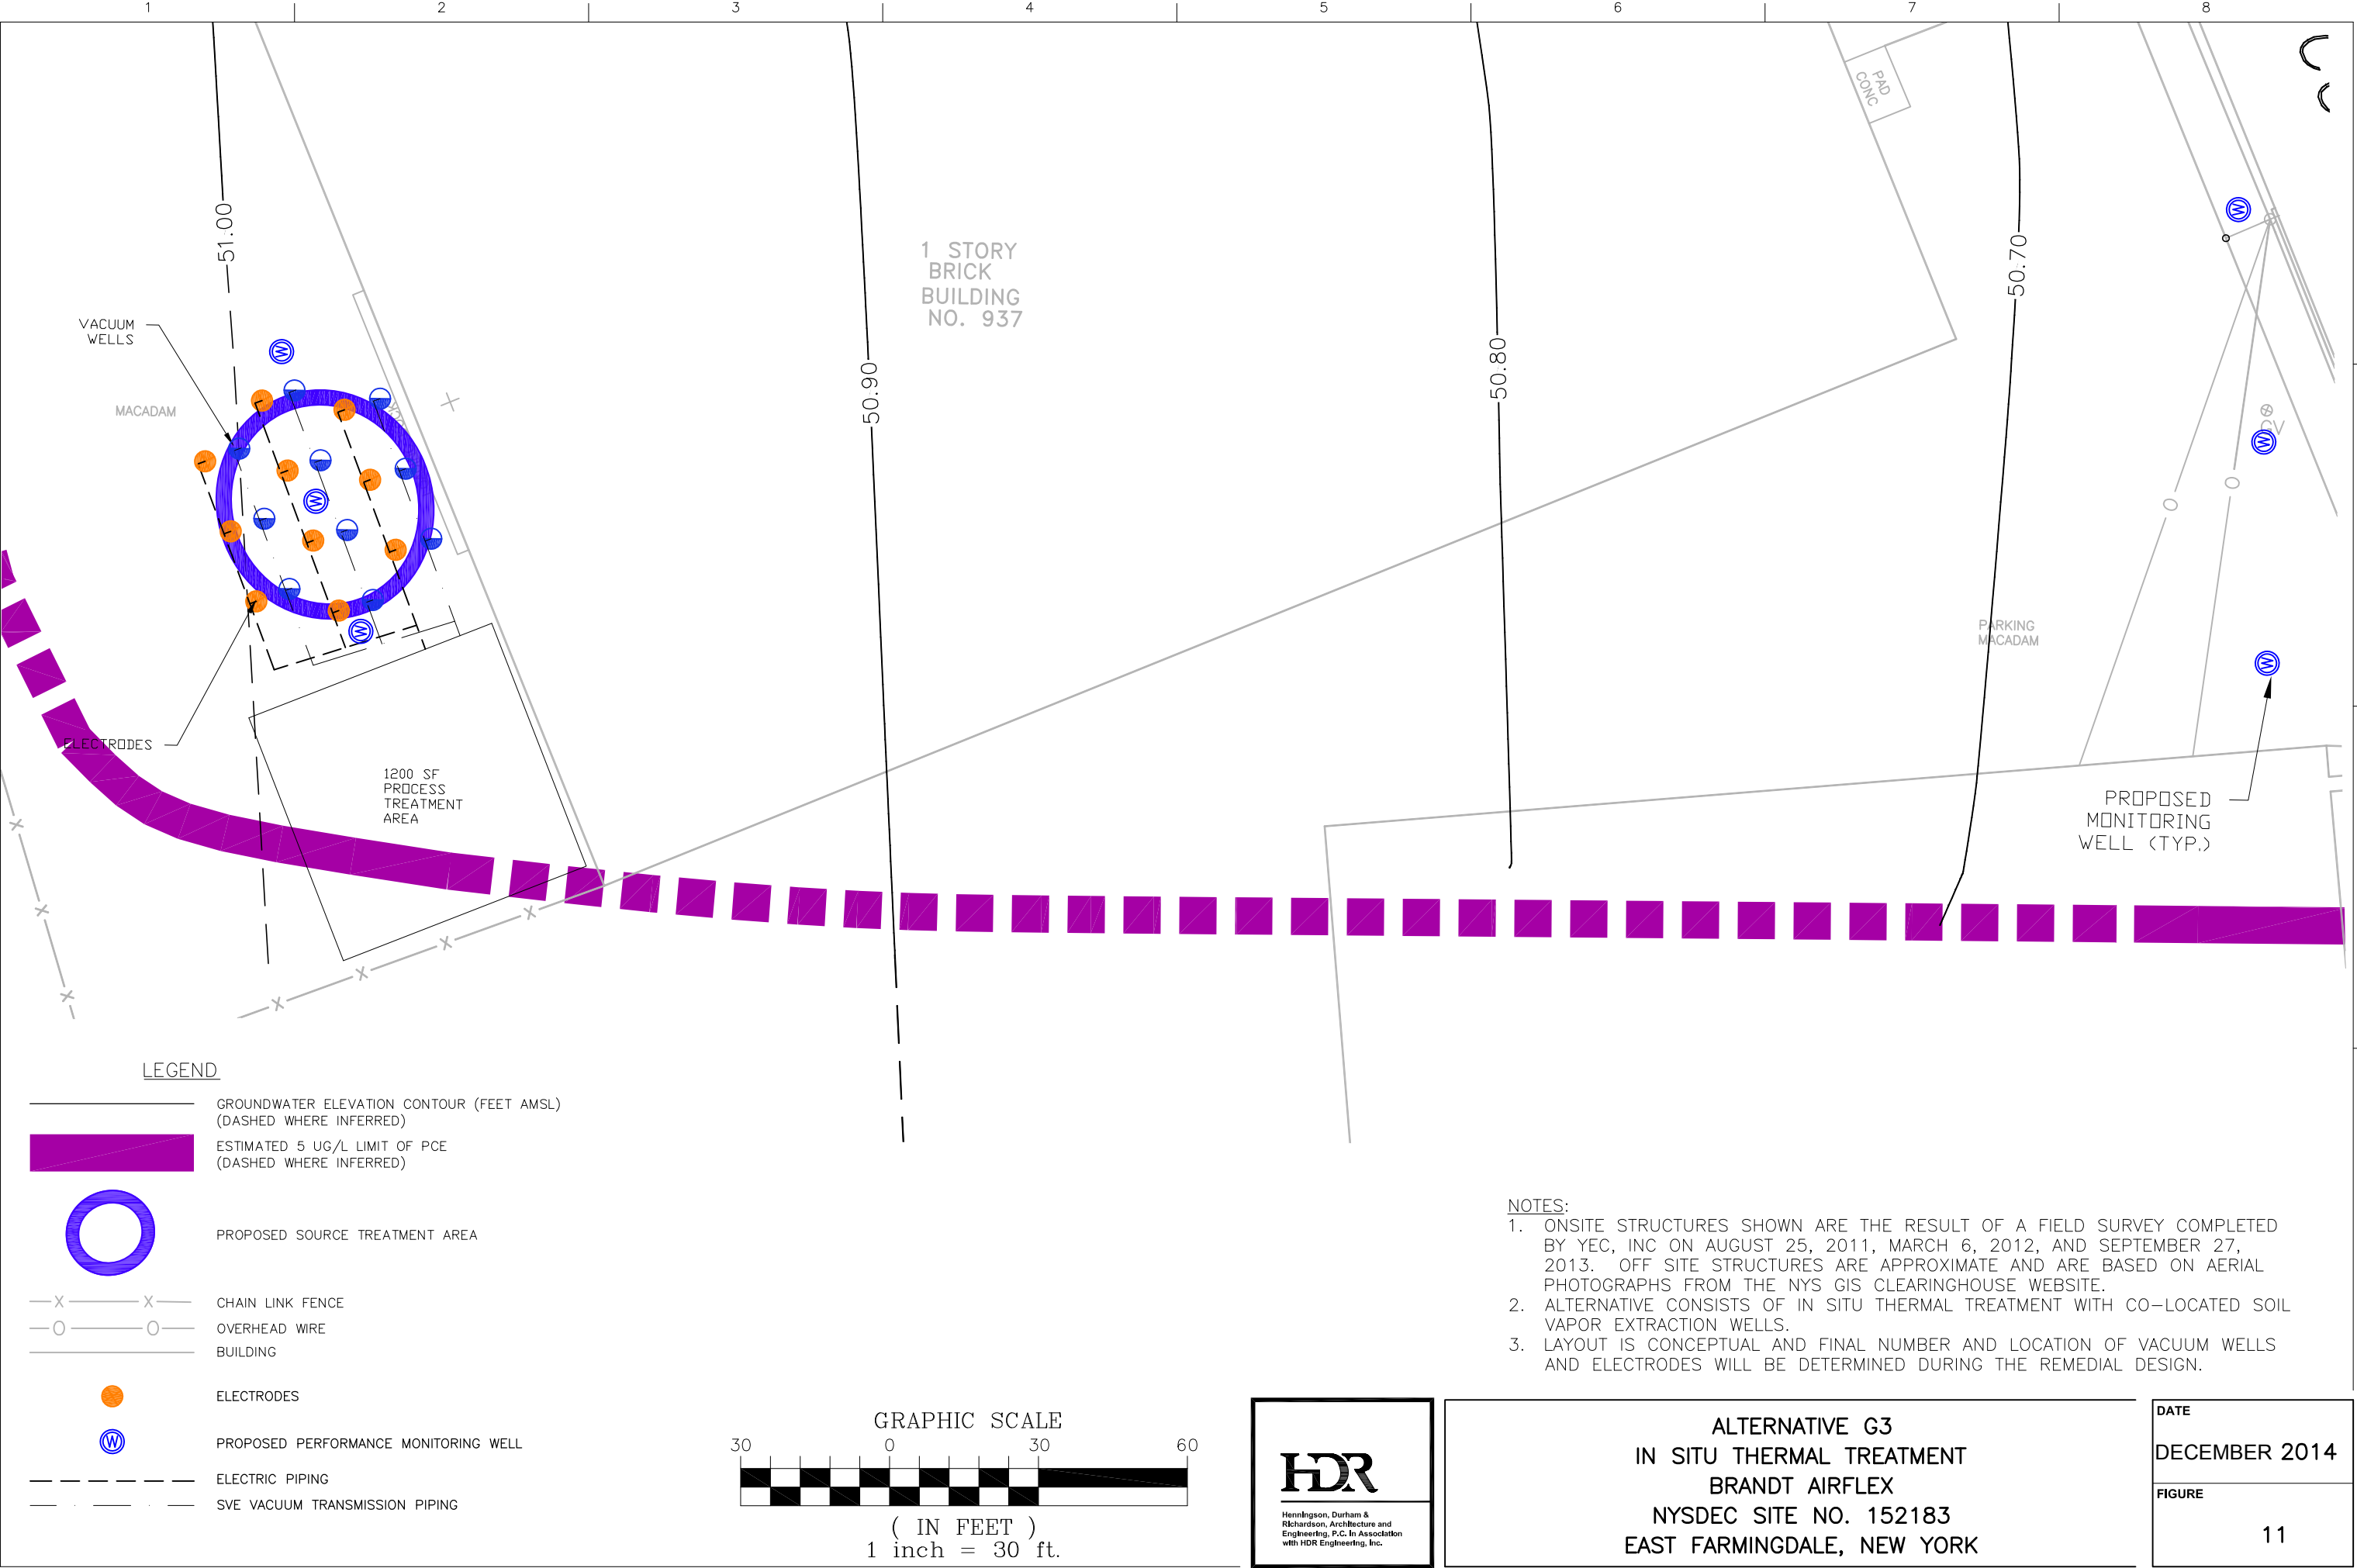 1 2 3 4 5 6 7 8
PAD
CONC
51.00
1 STORY
BRICK
BUILDING
NO. 937
50.70
VACUUM
WELLS
50.80
50.90
MACADAM
GV
PARKING
MACADAM
ELECTRODES
1200 SF
PROCESS
TREATMENT
AREA
PROPOSED
MONITORING
WELL (TYP.)
LEGEND
GROUNDWATER ELEVATION CONTOUR (FEET AMSL)
(DASHED WHERE INFERRED)
ESTIMATED 5 UG/L LIMIT OF PCE
(DASHED WHERE INFERRED)
PROPOSED SOURCE TREATMENT AREA
X X CHAIN LINK FENCE
O O OVERHEAD WIRE
BUILDING
ELECTRODES
W PROPOSED PERFORMANCE MONITORING WELL
ELECTRIC PIPING
SVE VACUUM TRANSMISSION PIPING
NOTES:
1. ONSITE STRUCTURES SHOWN ARE THE RESULT OF A FIELD SURVEY COMPLETED
BY YEC, INC ON AUGUST 25, 2011, MARCH 6, 2012, AND SEPTEMBER 27,
2013. OFF SITE STRUCTURES ARE APPROXIMATE AND ARE BASED ON AERIAL
PHOTOGRAPHS FROM THE NYS GIS CLEARINGHOUSE WEBSITE.
2. ALTERNATIVE CONSISTS OF IN SITU THERMAL TREATMENT WITH CO-LOCATED SOIL
VAPOR EXTRACTION WELLS.
3. LAYOUT IS CONCEPTUAL AND FINAL NUMBER AND LOCATION OF VACUUM WELLS
AND ELECTRODES WILL BE DETERMINED DURING THE REMEDIAL DESIGN.
GRAPHIC SCALE
30 0 30 60
( IN FEET )
1 inch = 30 ft.
HDR
Henningson, Durham &
Richardson, Architecture and
Engineering, P.C. in Association
with HDR Engineering, Inc.
ALTERNATIVE G3
IN SITU THERMAL TREATMENT
BRANDT AIRFLEX
NYSDEC SITE NO. 152183
EAST FARMINGDALE, NEW YORK
DATE
DECEMBER 2014
FIGURE
11